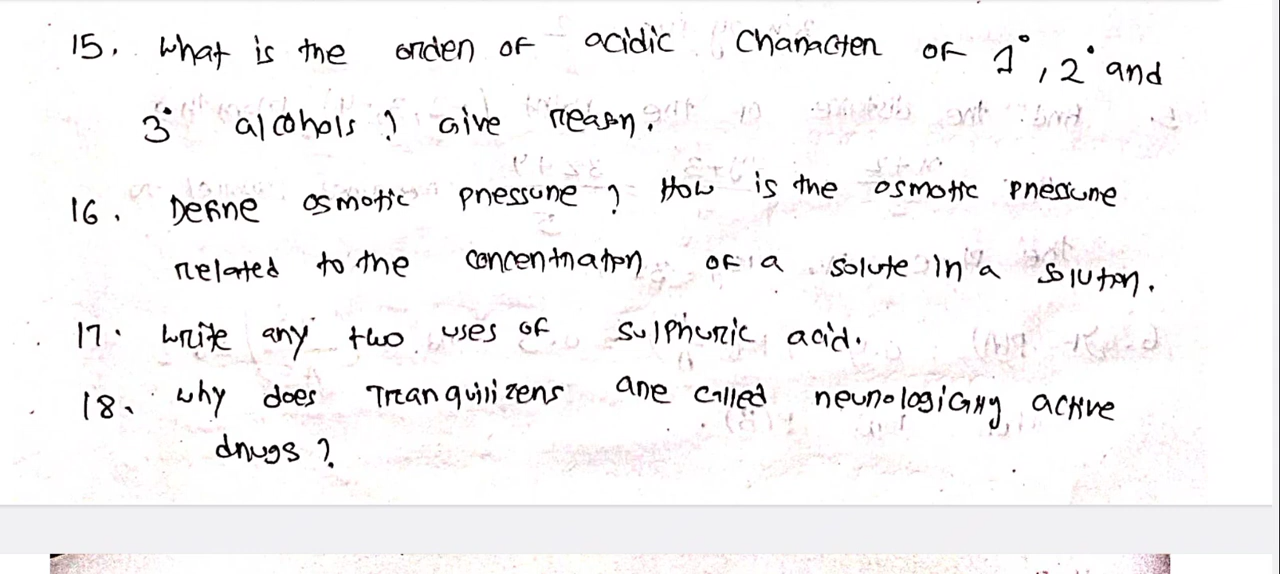 15. What is the order of acidic character of 1°, 2° and
3° alcohols? Give reason.
16. Define osmotic pressure? How is the osmotic pressure
related to the concentration of a solute in a solution.
17. Write any two uses of sulphuric acid.
18. Why does Tranquilizers are called neurologically active
drugs?